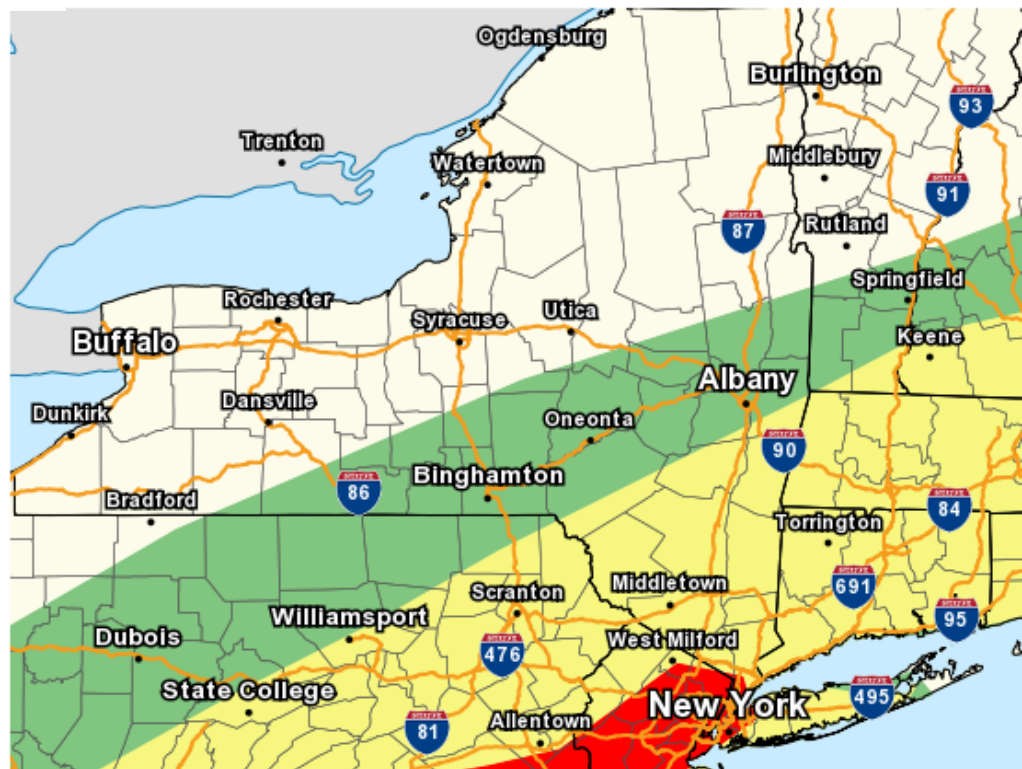 Ogdensburg
Burlington
93
Trenton
Watertown
Middlebury
91
87
Rutland
Springfield
Rochester
Syracuse
Utica
Keene
Buffalo
Albany
Dansville
Dunkirk
Oneonta
90
Binghamton
86
Bradford
84
Torrington
Scranton
Middletown
691
Williamsport
95
Dubois
West Milford
476
State College
New York
495
81
Allentown